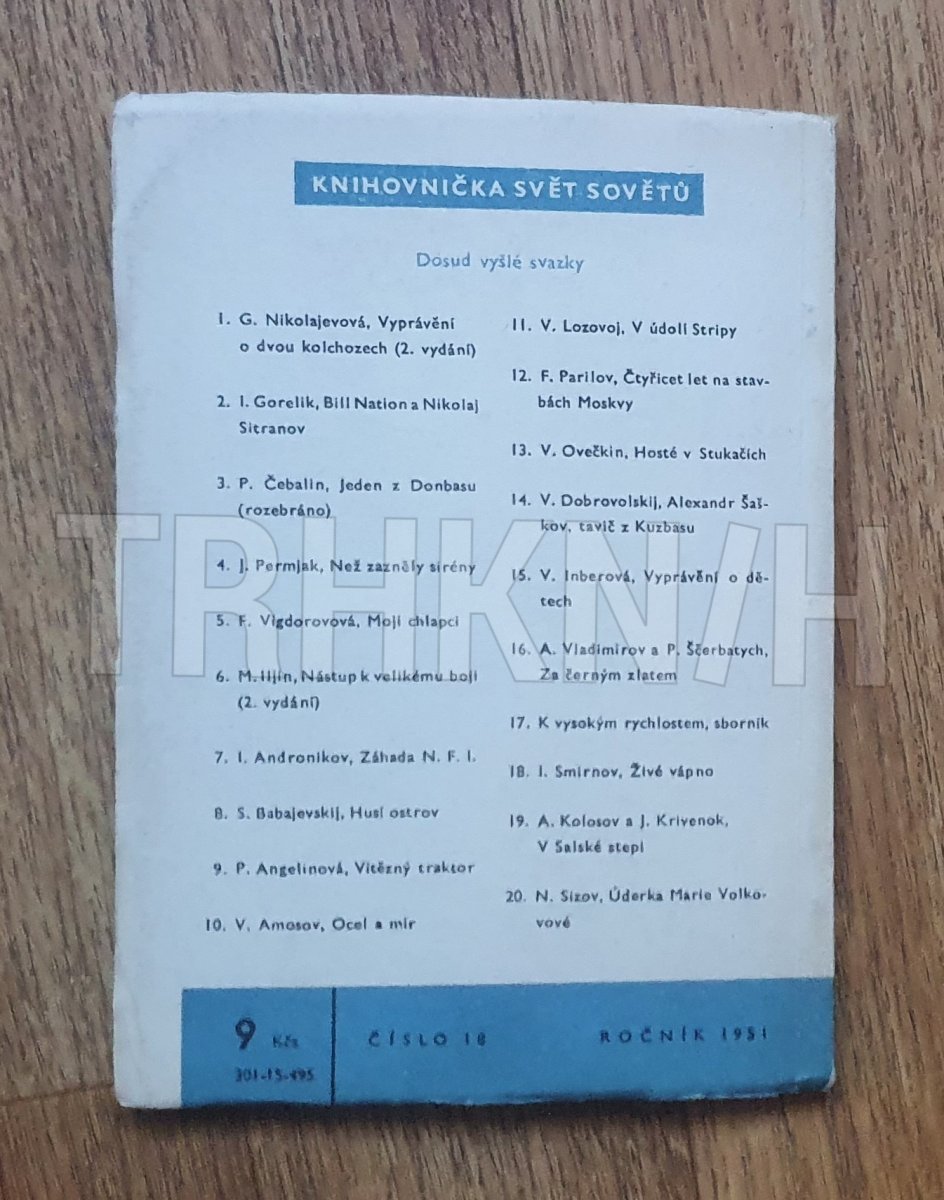 KNIHOVNIČKA SVĚT SOVĚTŮ
Dosud vyšlé svazky
1. G. Nikolajevová, Vyprávění
o dvou kolchozech (2. vydání)
2. I. Gorelik, Bill Nation a Nikolaj
Sitranov
3. P. Čebalin, Jeden z Donbasu
(rozebráno)
4. J. Permjak, Než zazněly sirény
5. F. Vigdorovová, Moji chlapci
6. M. Iljin, Nástup k velikému boji
(2. vydání)
7. I. Andronikov, Záhada N. F. I.
8. S. Babajevskij, Husí ostrov
9. P. Angelinová, Vítězný traktor
10. V. Amosov, Ocel a mír
11. V. Lozovoj, V údolí Stripy
12. F. Parilov, Čtyřicet let na stav-
bách Moskvy
13. V. Ovečkin, Hosté v Stukačích
14. V. Dobrovolskij, Alexandr Šaš-
kov, tavič z Kuzbasu
15. V. Inberová, Vyprávění o dě-
tech
16. A. Vladimirov a P. Ščerbatych,
Za černým zlatem
17. K vysokým rychlostem, sborník
18. I. Smirnov, Živé vápno
19. A. Kolosov a J. Krivenok,
V Salské stepi
20. N. Sizov, Úderka Marie Volko-
vové
9 Kčs
301-15-495
ČÍSLO 18
ROČNÍK 1951
TRHKNIH